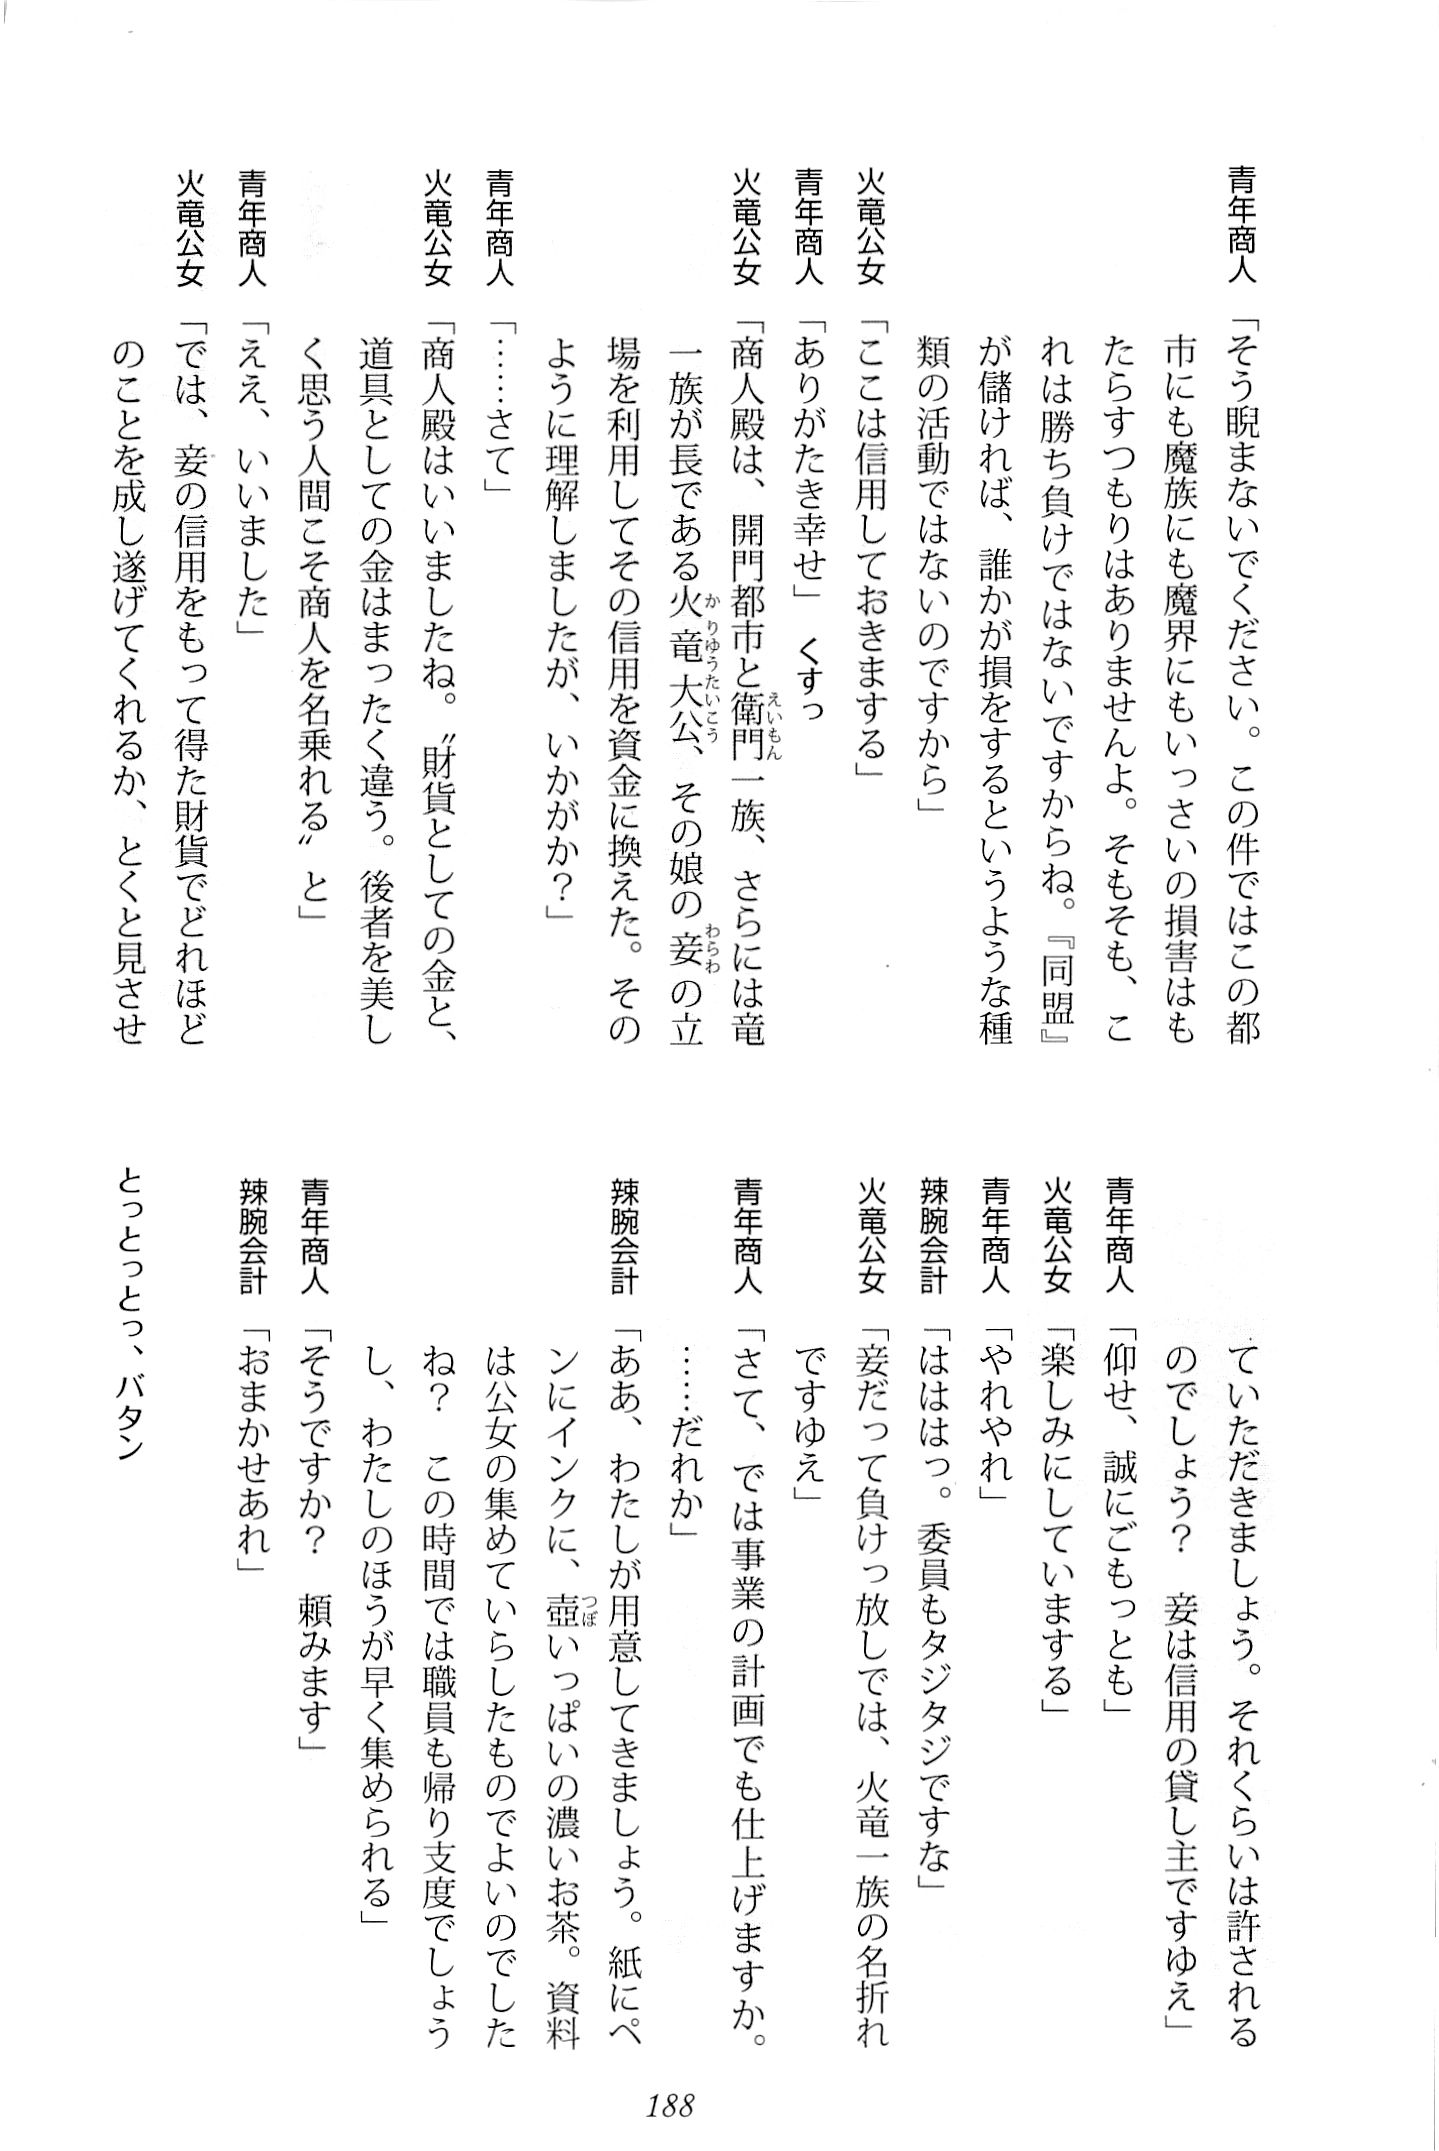 青年商人「そう睨まないでください。この件ではこの都
市にも魔族にも魔界にもいっさいの損害はも
たらすつもりはありませんよ。そもそも、こ
れは勝ち負けではないですからね。『同盟』
が儲ければ、誰かが損をするというような種
類の活動ではないのですから」
火竜公女「ここは信用しておきまする」
青年商人「ありがたき幸せ」 くすっ
火竜公女「商人殿は、開門都市と衛門一族、さらには竜
一族が長である火竜大公、その娘の妾の立
場を利用してその信用を資金に換えた。その
ように理解しましたが、いかがか？」
青年商人「……さて」
火竜公女「商人殿はいいましたね。〝財貨としての金と、
道具としての金はまったく違う。後者を美し
く思う人間こそ商人を名乗れる〟と」
青年商人「ええ、いいました」
火竜公女「では、妾の信用をもって得た財貨でどれほど
のことを成し遂げてくれるか、とくと見させ
ていただきましょう。それくらいは許される
のでしょう？ 妾は信用の貸し主ですゆえ」
青年商人「仰せ、誠にごもっとも」
火竜公女「楽しみにしていまする」
青年商人「やれやれ」
辣腕会計「はははっ。委員もタジタジですな」
火竜公女「妾だって負けっ放しでは、火竜一族の名折れ
ですゆえ」
青年商人「さて、では事業の計画でも仕上げますか。
……だれか」
辣腕会計「ああ、わたしが用意してきましょう。紙にペ
ンにインクに、壺いっぱいの濃いお茶。資料
は公女の集めていらしたものでよいのでした
ね？ この時間では職員も帰り支度でしょう
し、わたしのほうが早く集められる」
青年商人「そうですか？ 頼みます」
辣腕会計「おまかせあれ」
とっとっとっ、バタン
188